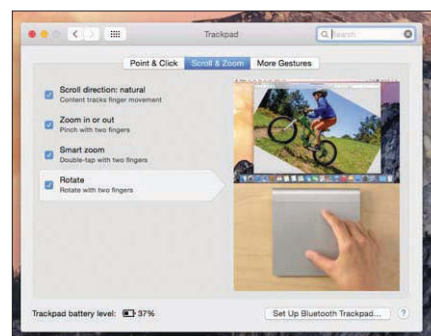 Trackpad
Search
Point & Click Scroll & Zoom More Gestures
Scroll direction: natural
Content tracks finger movement
Zoom in or out
Pinch with two fingers
Smart zoom
Double-tap with two fingers
Rotate
Rotate with two fingers
Trackpad battery level: 37% Set Up Bluetooth Trackpad... ?